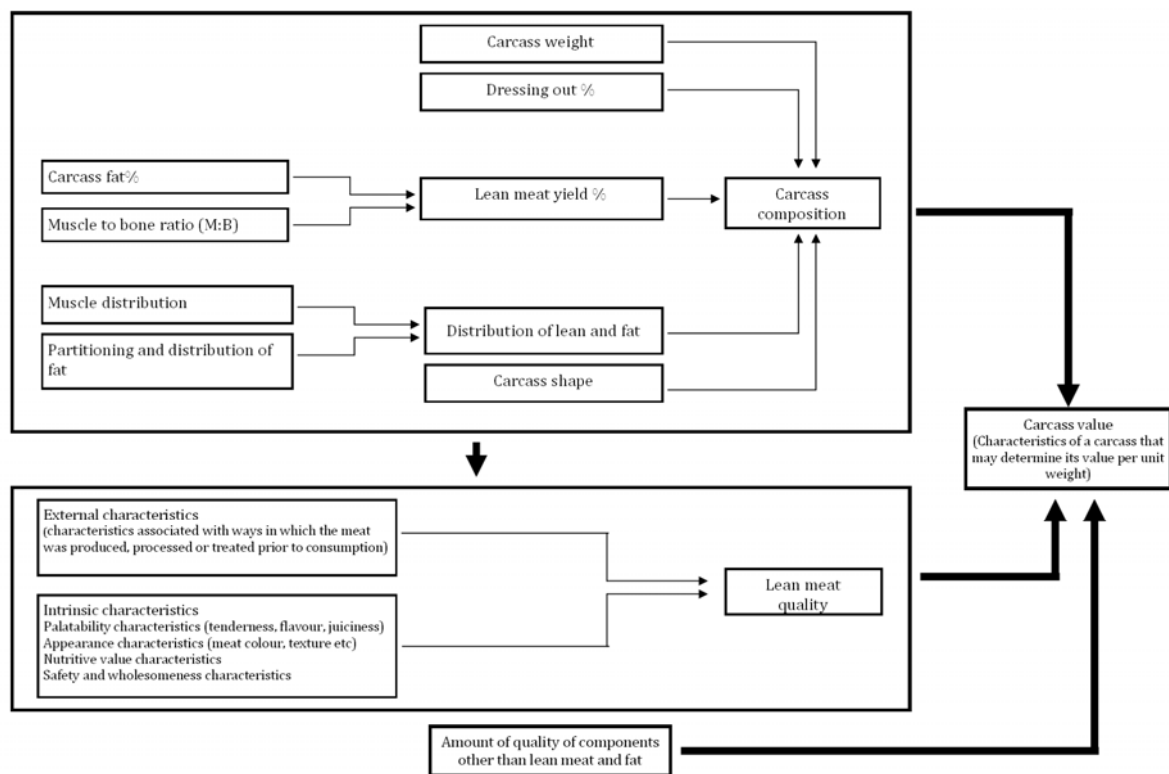 Carcass weight
Dressing out %
Carcass fat%
Muscle to bone ratio (M:B)
Lean meat yield %
Carcass
composition
Muscle distribution
Partitioning and distribution of
fat
Distribution of lean and fat
Carcass shape
Carcass value
(Characteristics of a carcass that
may determine its value per unit
weight)
External characteristics
(characteristics associated with ways in which the meat
was produced, processed or treated prior to consumption)
Intrinsic characteristics
Palatability characteristics (tenderness, flavour, juiciness)
Appearance characteristics (meat colour, texture etc)
Nutritive value characteristics
Safety and wholesomeness characteristics
Lean meat
quality
Amount of quality of components
other than lean meat and fat